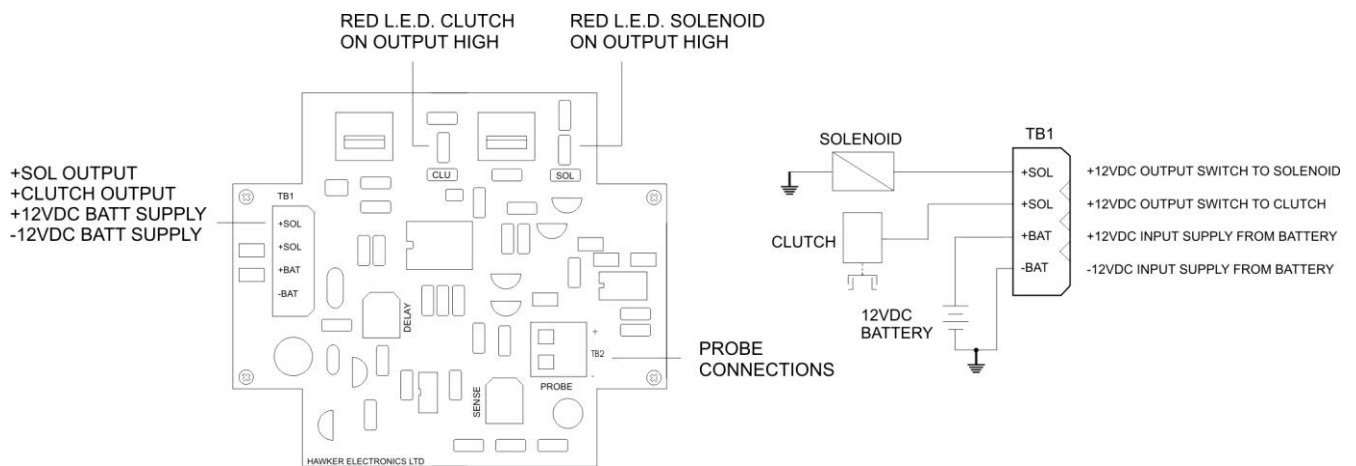 RED L.E.D. CLUTCH
ON OUTPUT HIGH
RED L.E.D. SOLENOID
ON OUTPUT HIGH
+SOL OUTPUT
+CLUTCH OUTPUT
+12VDC BATT SUPPLY
-12VDC BATT SUPPLY
CLU
SOL
TB1
+SOL
+SOL
+BAT
-BAT
DELAY
SENSE
+
TB2
-
PROBE
HAWKER ELECTRONICS LTD
PROBE
CONNECTIONS
SOLENOID
CLUTCH
12VDC
BATTERY
TB1
+SOL
+12VDC OUTPUT SWITCH TO SOLENOID
+SOL
+12VDC OUTPUT SWITCH TO CLUTCH
+BAT
+12VDC INPUT SUPPLY FROM BATTERY
-BAT
-12VDC INPUT SUPPLY FROM BATTERY